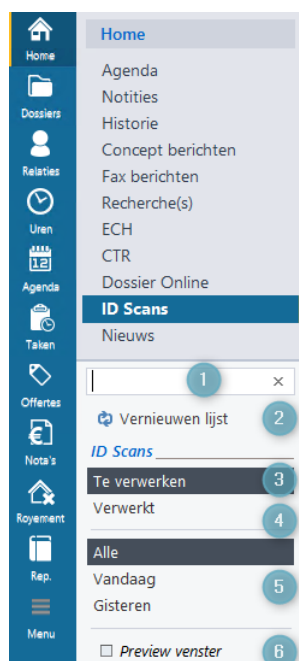 Home
Dossiers
Relaties
Uren
12
Agenda
Taken
Offertes
€
Nota's
Royement
Rep.
Menu
Home
Agenda
Notities
Historie
Concept berichten
Fax berichten
Recherche(s)
ECH
CTR
Dossier Online
ID Scans
Nieuws
1 ×
Vernieuwen lijst 2
ID Scans
Te verwerken 3
Verwerkt 4
Alle
Vandaag 5
Gisteren
Preview venster 6